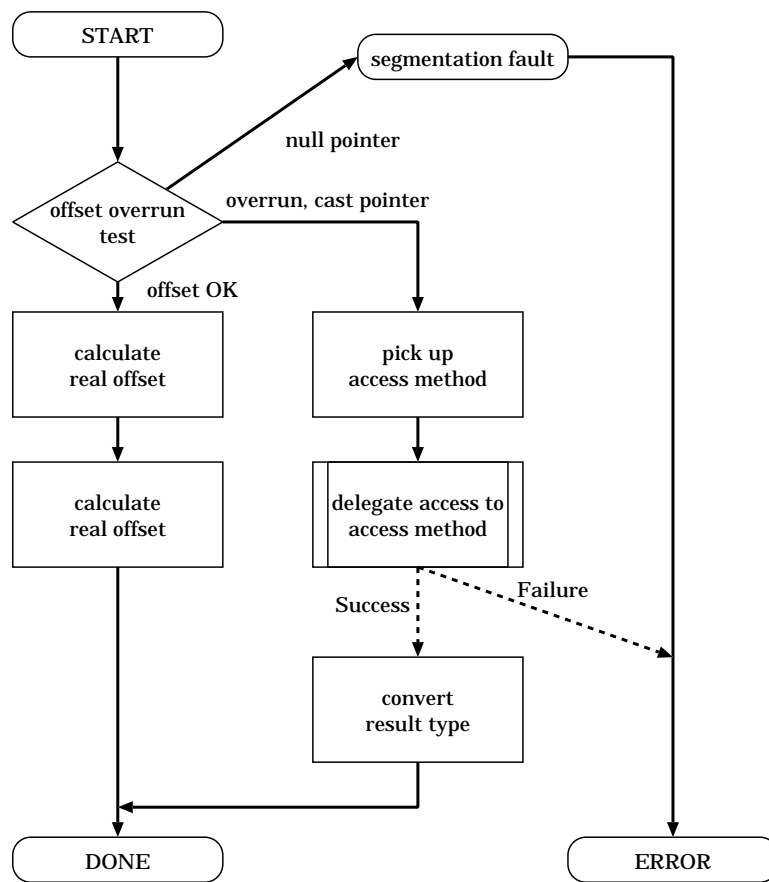 START
segmentation fault
null pointer
overrun, cast pointer
offset overrun
test
offset OK
calculate
real offset
pick up
access method
calculate
real offset
delegate access to
access method
Success
Failure
convert
result type
DONE
ERROR